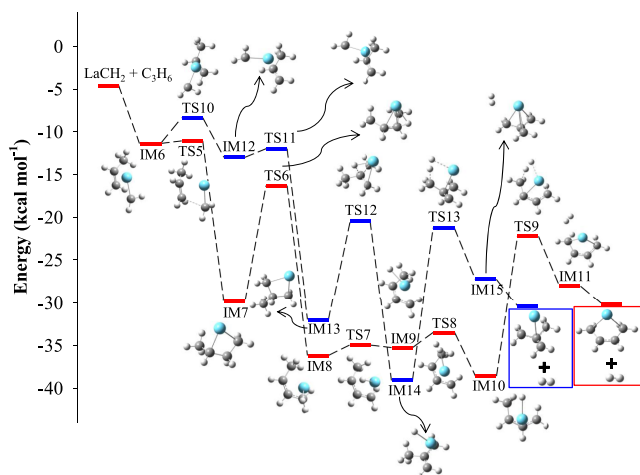 0
-5
-10
-15
-20
-25
-30
-35
-40
Energy (kcal mol⁻¹)
LaCH₂ + C₃H₆
TS10
IM12
TS11
IM6
TS5
TS6
TS12
TS13
TS9
IM15
IM11
IM7
IM13
TS7
IM9
TS8
IM8
IM14
IM10
+
+